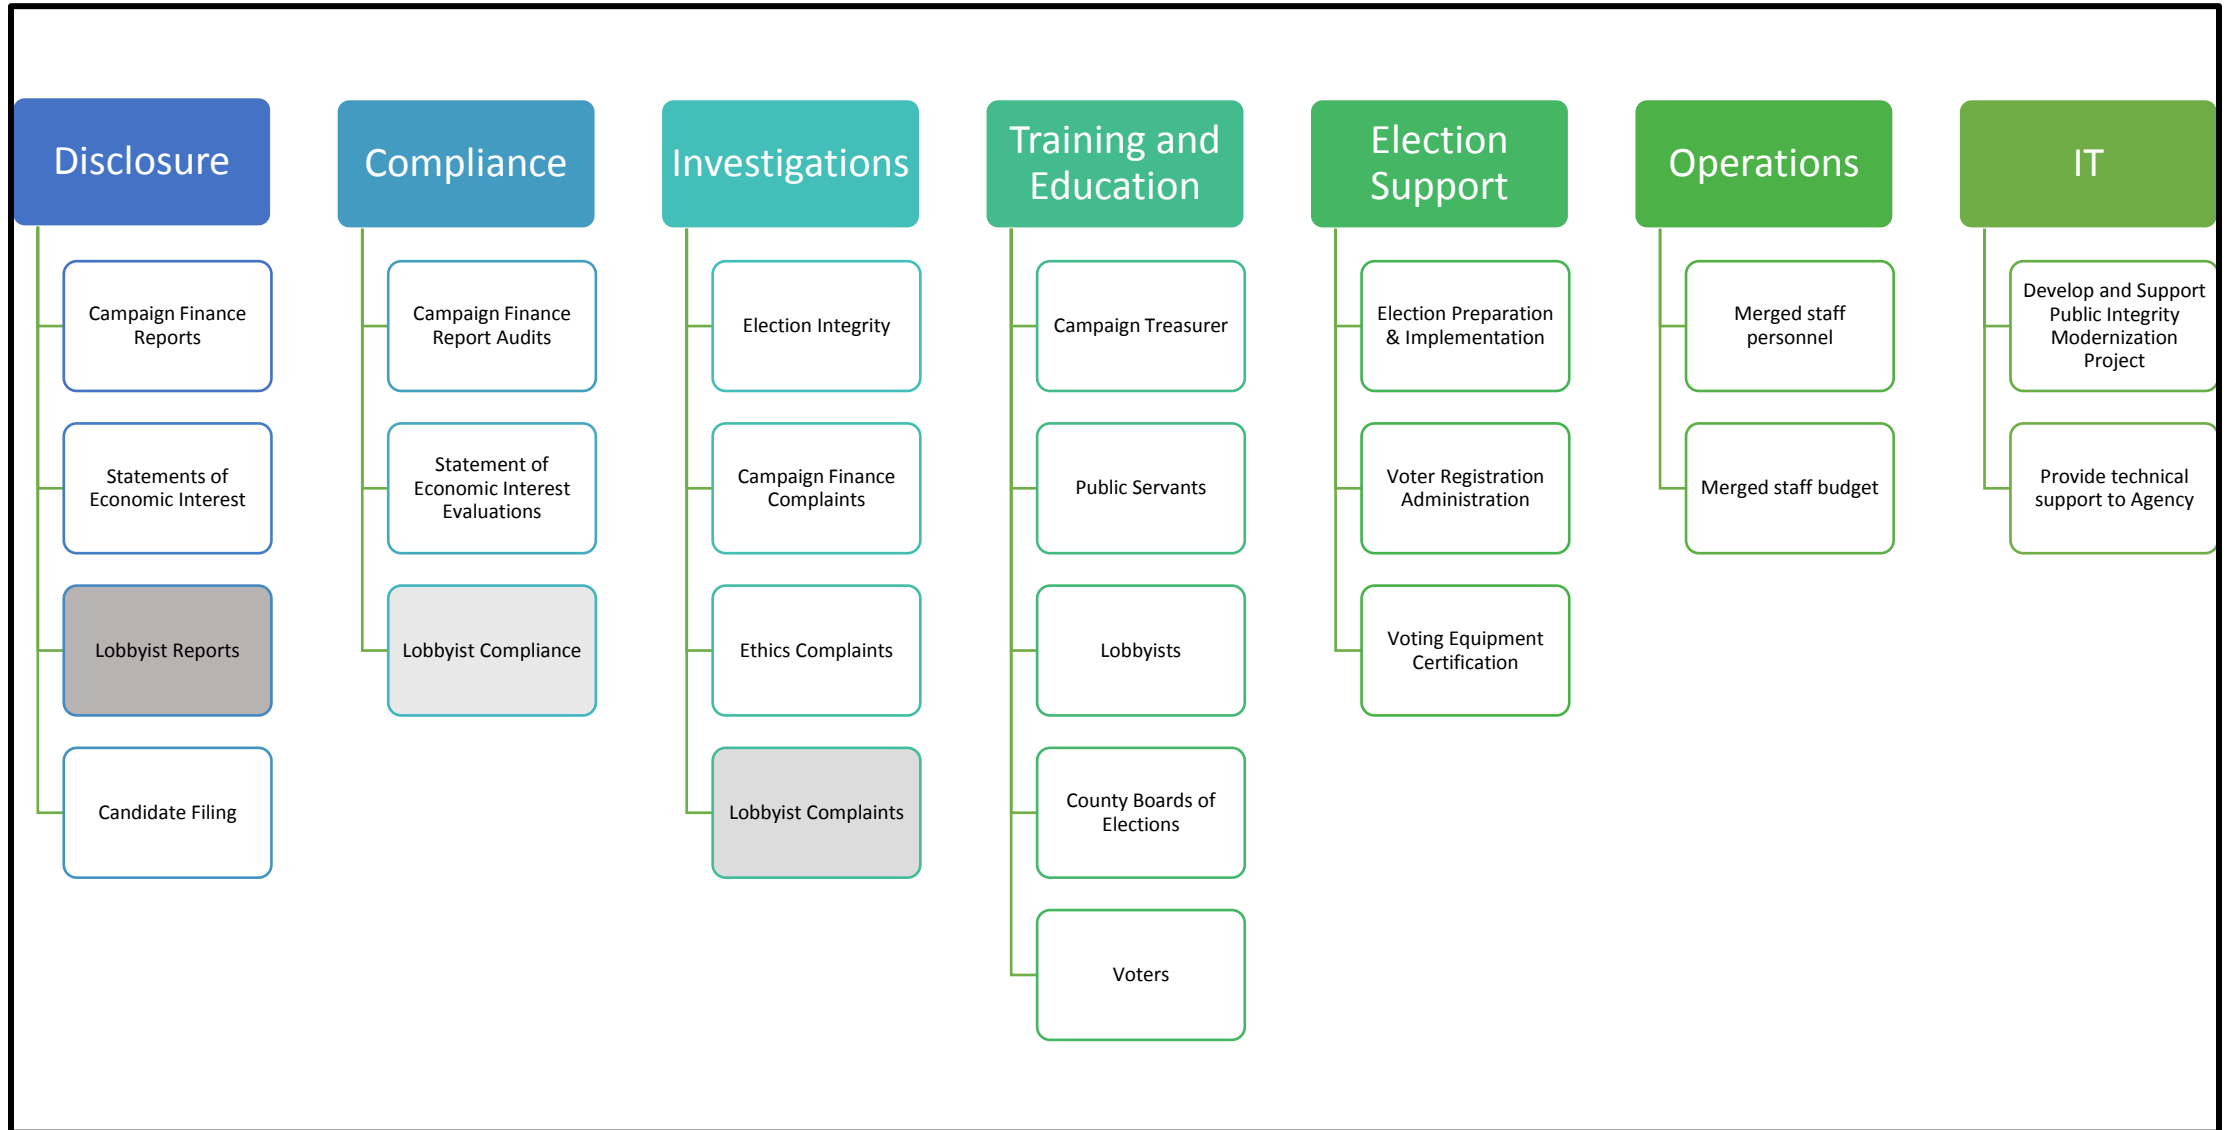 Disclosure
Campaign Finance
Reports
Statements of
Economic Interest
Lobbyist Reports
Candidate Filing
Compliance
Campaign Finance
Report Audits
Statement of
Economic Interest
Evaluations
Lobbyist Compliance
Investigations
Election Integrity
Campaign Finance
Complaints
Ethics Complaints
Lobbyist Complaints
Training and
Education
Campaign Treasurer
Public Servants
Lobbyists
County Boards of
Elections
Voters
Election
Support
Election Preparation
& Implementation
Voter Registration
Administration
Voting Equipment
Certification
Operations
Merged staff
personnel
Merged staff budget
IT
Develop and Support
Public Integrity
Modernization
Project
Provide technical
support to Agency